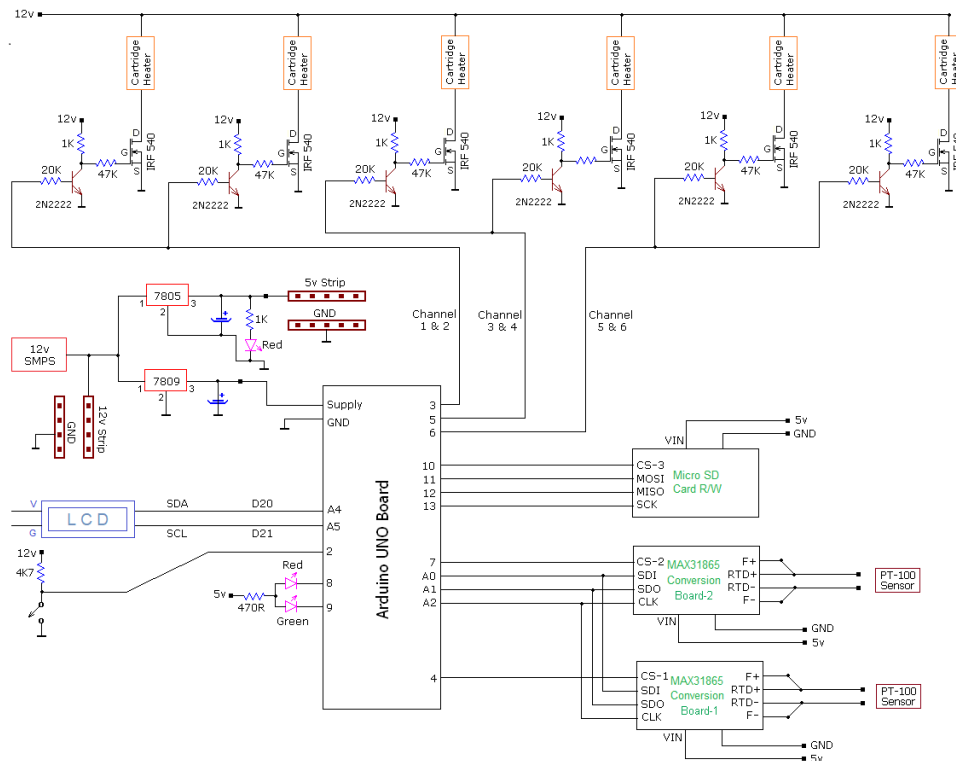 12v
Cartridge Heater
Cartridge Heater
Cartridge Heater
Cartridge Heater
Cartridge Heater
Cartridge Heater
12v
1K
20K
47K
2N2222
D
G
S
IRF 540
12v
1K
20K
47K
2N2222
D
G
S
IRF 540
12v
1K
20K
47K
2N2222
D
G
S
IRF 540
12v
1K
20K
47K
2N2222
D
G
S
IRF 540
12v
1K
20K
47K
2N2222
D
G
S
IRF 540
12v
1K
20K
47K
2N2222
D
G
S
IRF 540
5v Strip
7805
1
3
2
1K
GND
Red
Channel
1 & 2
Channel
3 & 4
Channel
5 & 6
12v
SMPS
7809
1
3
2
GND
12v Strip
Supply
GND
3
5
6
10
11
12
13
CS-3
MOSI
MISO
SCK
VIN
5v
GND
Micro SD
Card R/W
V
G
LCD
SDA
D20
SCL
D21
A4
A5
2
8
9
12v
4K7
5v
470R
Red
Green
Arduino UNO Board
7
A0
A1
A2
4
CS-2
SDI
SDO
CLK
MAX31865
Conversion
Board-2
F+
RTD+
RTD-
F-
PT-100
Sensor
VIN
GND
5v
CS-1
SDI
SDO
CLK
MAX31865
Conversion
Board-1
F+
RTD+
RTD-
F-
PT-100
Sensor
VIN
GND
5v